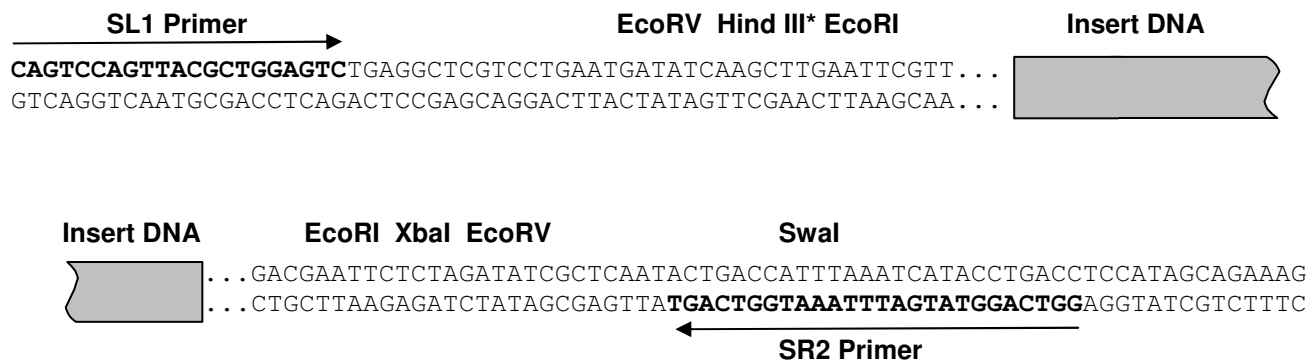 SL1 Primer EcoRV Hind III* EcoRI Insert DNA
CAGTCCAGTTACGCTGGAGTCTGAGGCTCGTCCTGAATGATATCAAGCTTGAATTCGTT...
GTCAGGTCAATGCGACCTCAGACTCCGAGCAGGACTTACTATAGTTCGAACTTAAGCAA...
Insert DNA EcoRI XbaI EcoRV SwaI
...GACGAATTCTCTAGATATCGCTCAATACTGACCATTTAAATCATACCTGACCTCCATAGCAGAAAG
...CTGCTTAAGAGATCTATAGCGAGTTATGACTGGTAAATTTAGTATGGACTGGAGGTATCGTCTTTC
SR2 Primer